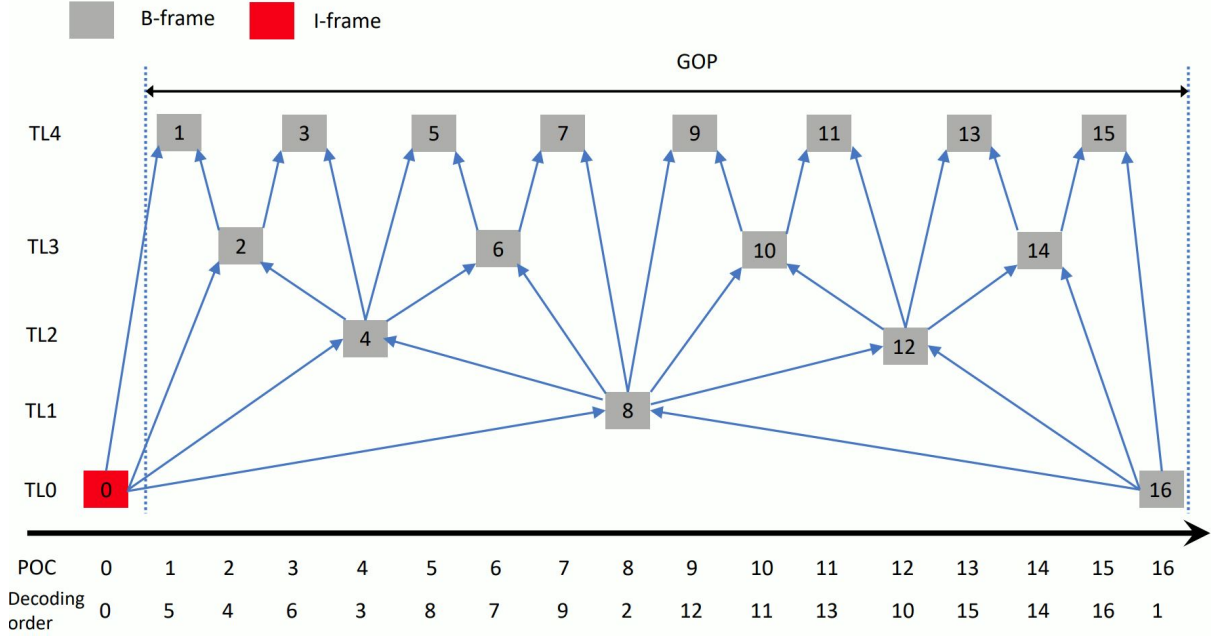 B-frame I-frame
GOP
TL4 1 3 5 7 9 11 13 15
TL3 2 6 10 14
TL2 4 12
TL1 8
TL0 0 16
POC 0 1 2 3 4 5 6 7 8 9 10 11 12 13 14 15 16
Decoding
order 0 5 4 6 3 8 7 9 2 12 11 13 10 15 14 16 1